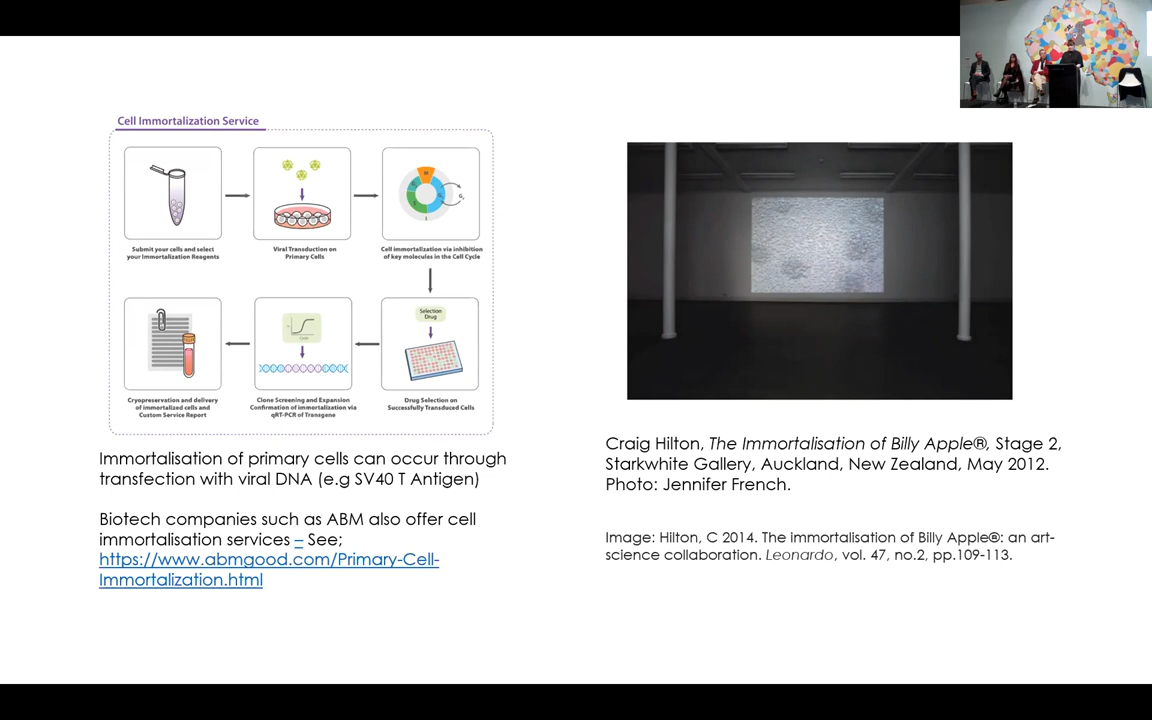 Cell Immortalization Service
Submit your cells and select
your Immortalization Reagents
Viral Transduction on
Primary Cells
Cell immortalization via inhibition
of key molecules in the Cell Cycle
Selection
Drug
Cryopreservation and delivery
of immortalized cells and
Custom Service Report
Clone Screening and Expansion
Confirmation of immortalization via
qRT-PCR of Transgene
Drug Selection on
Successfully Transduced Cells
Immortalisation of primary cells can occur through
transfection with viral DNA (e.g SV40 T Antigen)
Biotech companies such as ABM also offer cell
immortalisation services – See;
https://www.abmgood.com/Primary-Cell-
Immortalization.html
Craig Hilton, The Immortalisation of Billy Apple®, Stage 2,
Starkwhite Gallery, Auckland, New Zealand, May 2012.
Photo: Jennifer French.
Image: Hilton, C 2014. The immortalisation of Billy Apple®: an art-
science collaboration. Leonardo, vol. 47, no.2, pp.109-113.